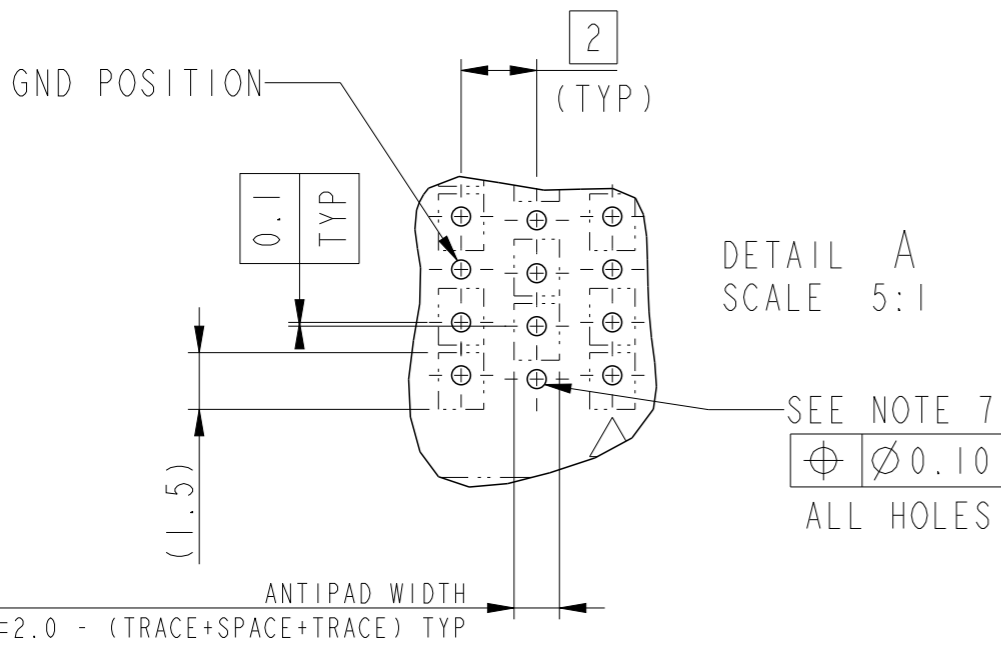 2
(TYP)
GND POSITION
0.1
TYP
DETAIL A
SCALE 5:1
(1.5)
SEE NOTE 7
⌖ ⌀0.10
ALL HOLES
ANTIPAD WIDTH
=2.0 - (TRACE+SPACE+TRACE) TYP